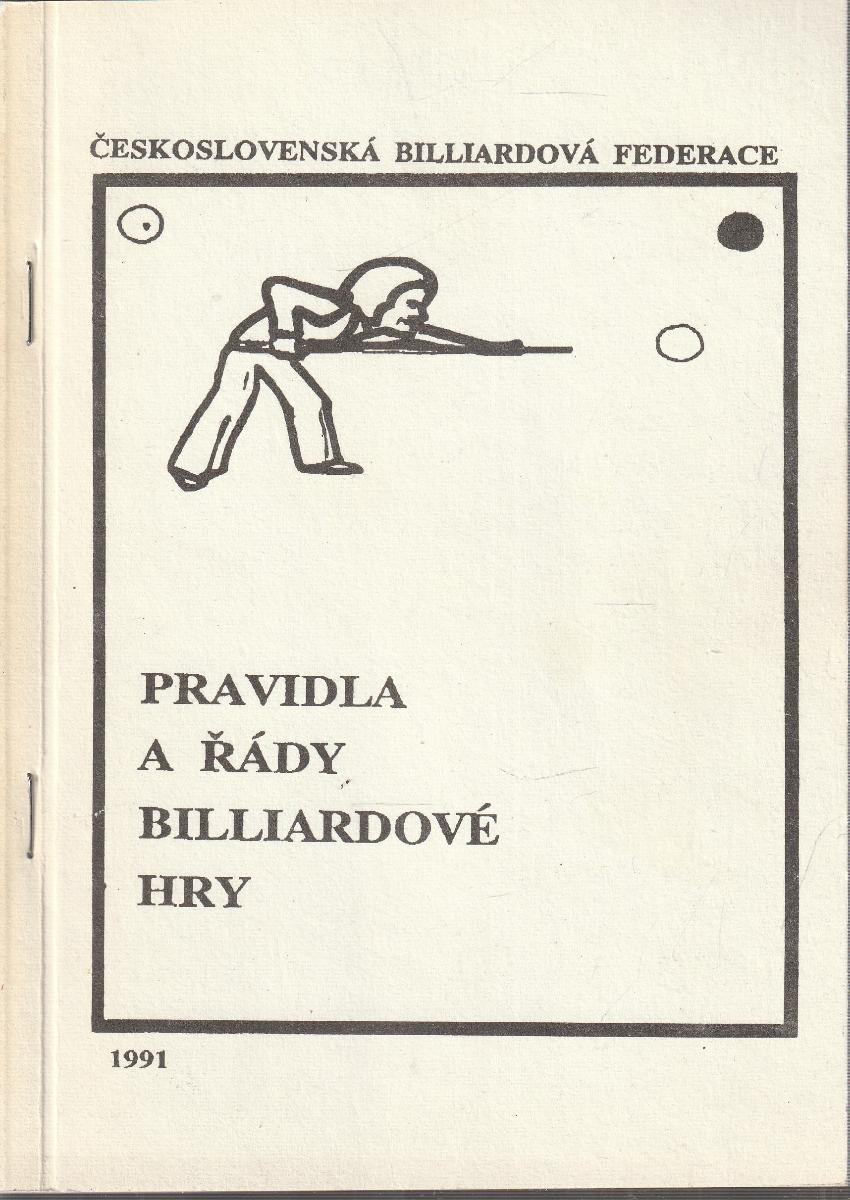 ČESKOSLOVENSKÁ BILLIARDOVÁ FEDERACE
PRAVIDLA
A ŘÁDY
BILLIARDOVÉ
HRY
1991